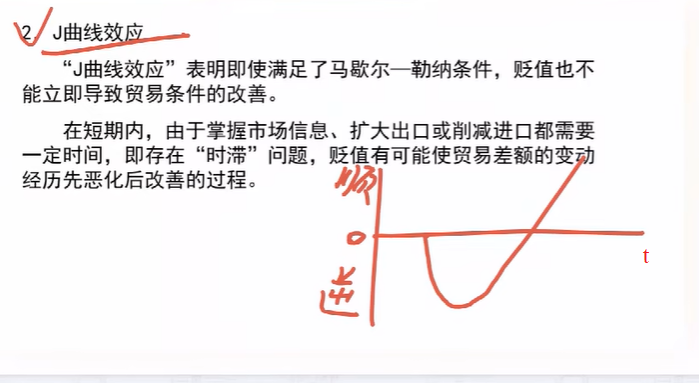 2. J曲线效应
“J曲线效应”表明即使满足了马歇尔—勒纳条件，贬值也不
能立即导致贸易条件的改善。
在短期内，由于掌握市场信息、扩大出口或削减进口都需要
一定时间，即存在“时滞”问题，贬值有可能使贸易差额的变动
经历先恶化后改善的过程。
顺
0
t
逆